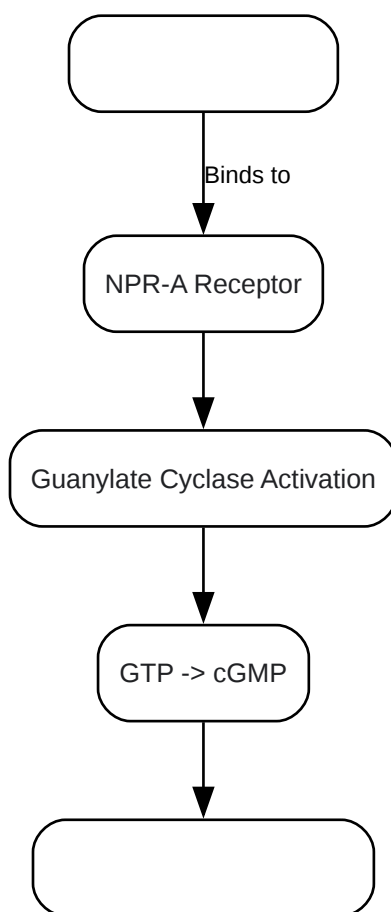 Binds to
NPR-A Receptor
Guanylate Cyclase Activation
GTP -> cGMP